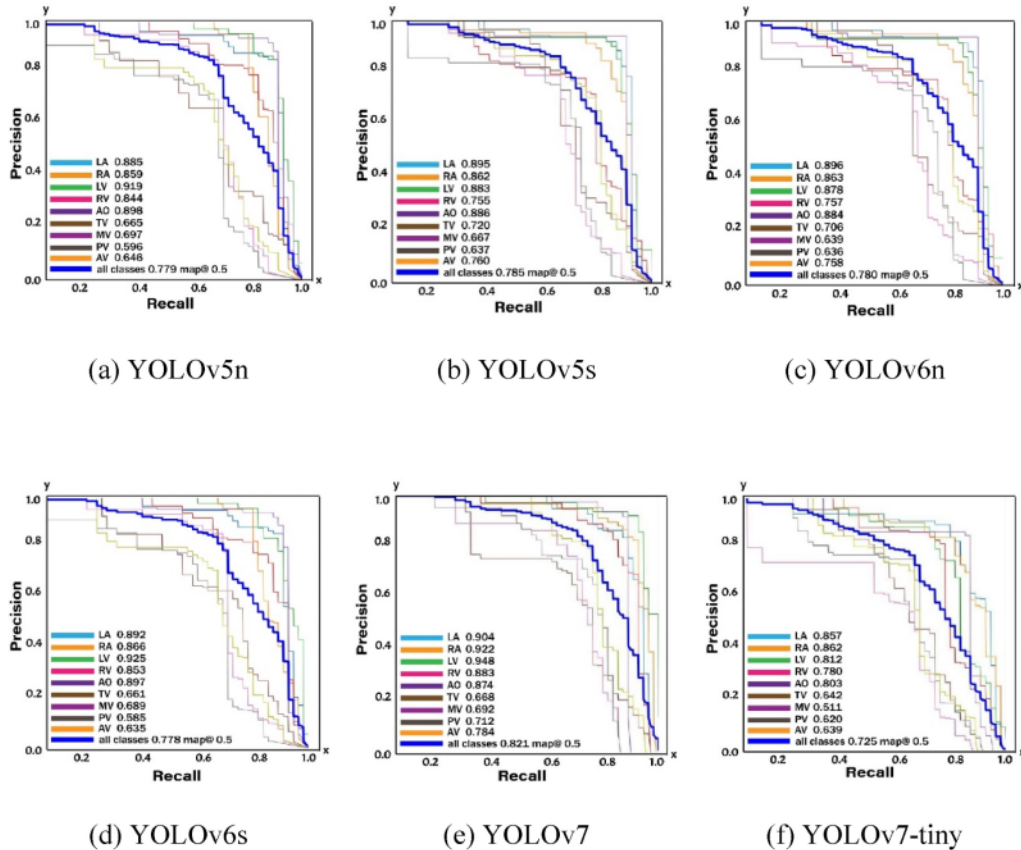 y
1.0
0.8
0.6
0.4
0.2
0.0
Precision
LA 0.885
RA 0.859
LV 0.919
RV 0.844
AO 0.898
TV 0.665
MV 0.697
PV 0.596
AV 0.646
all classes 0.779 map@ 0.5
0.2 0.4 0.6 0.8 1.0 x
Recall
(a) YOLOv5n
y
1.0
0.8
0.6
0.4
0.2
0.0
Precision
LA 0.895
RA 0.862
LV 0.883
RV 0.755
AO 0.886
TV 0.720
MV 0.667
PV 0.637
AV 0.760
all classes 0.785 map@ 0.5
0.2 0.4 0.6 0.8 1.0 x
Recall
(b) YOLOv5s
y
1.0
0.8
0.6
0.4
0.2
0.0
Precision
LA 0.896
RA 0.863
LV 0.878
RV 0.757
AO 0.884
TV 0.706
MV 0.639
PV 0.636
AV 0.758
all classes 0.780 map@ 0.5
0.2 0.4 0.6 0.8 1.0 x
Recall
(c) YOLOv6n
y
1.0
0.8
0.6
0.4
0.2
0.0
Precision
LA 0.892
RA 0.866
LV 0.925
RV 0.853
AO 0.897
TV 0.661
MV 0.689
PV 0.585
AV 0.635
all classes 0.778 map@ 0.5
0.2 0.4 0.6 0.8 1.0 x
Recall
(d) YOLOv6s
y
1.0
0.8
0.6
0.4
0.2
0.0
Precision
LA 0.904
RA 0.922
LV 0.948
RV 0.883
AO 0.874
TV 0.668
MV 0.692
PV 0.712
AV 0.784
all classes 0.821 map@ 0.5
0.2 0.4 0.6 0.8 1.0 x
Recall
(e) YOLOv7
y
1.0
0.8
0.6
0.4
0.2
0.0
Precision
LA 0.857
RA 0.862
LV 0.812
RV 0.780
AO 0.803
TV 0.642
MV 0.511
PV 0.620
AV 0.639
all classes 0.725 map@ 0.5
0.2 0.4 0.6 0.8 1.0 x
Recall
(f) YOLOv7-tiny